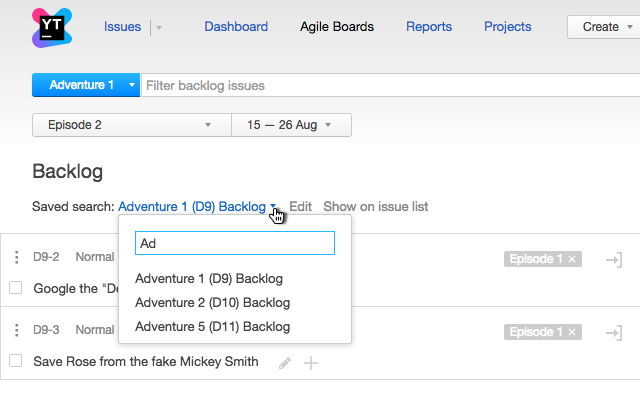 YT Issues Dashboard Agile Boards Reports Projects Create
Adventure 1 Filter backlog issues
Episode 2 15 — 26 Aug
Backlog
Saved search: Adventure 1 (D9) Backlog Edit Show on issue list
Ad
Adventure 1 (D9) Backlog
Adventure 2 (D10) Backlog
Adventure 5 (D11) Backlog
D9-2 Normal Episode 1 ×
Google the "De
D9-3 Normal Episode 1 ×
Save Rose from the fake Mickey Smith